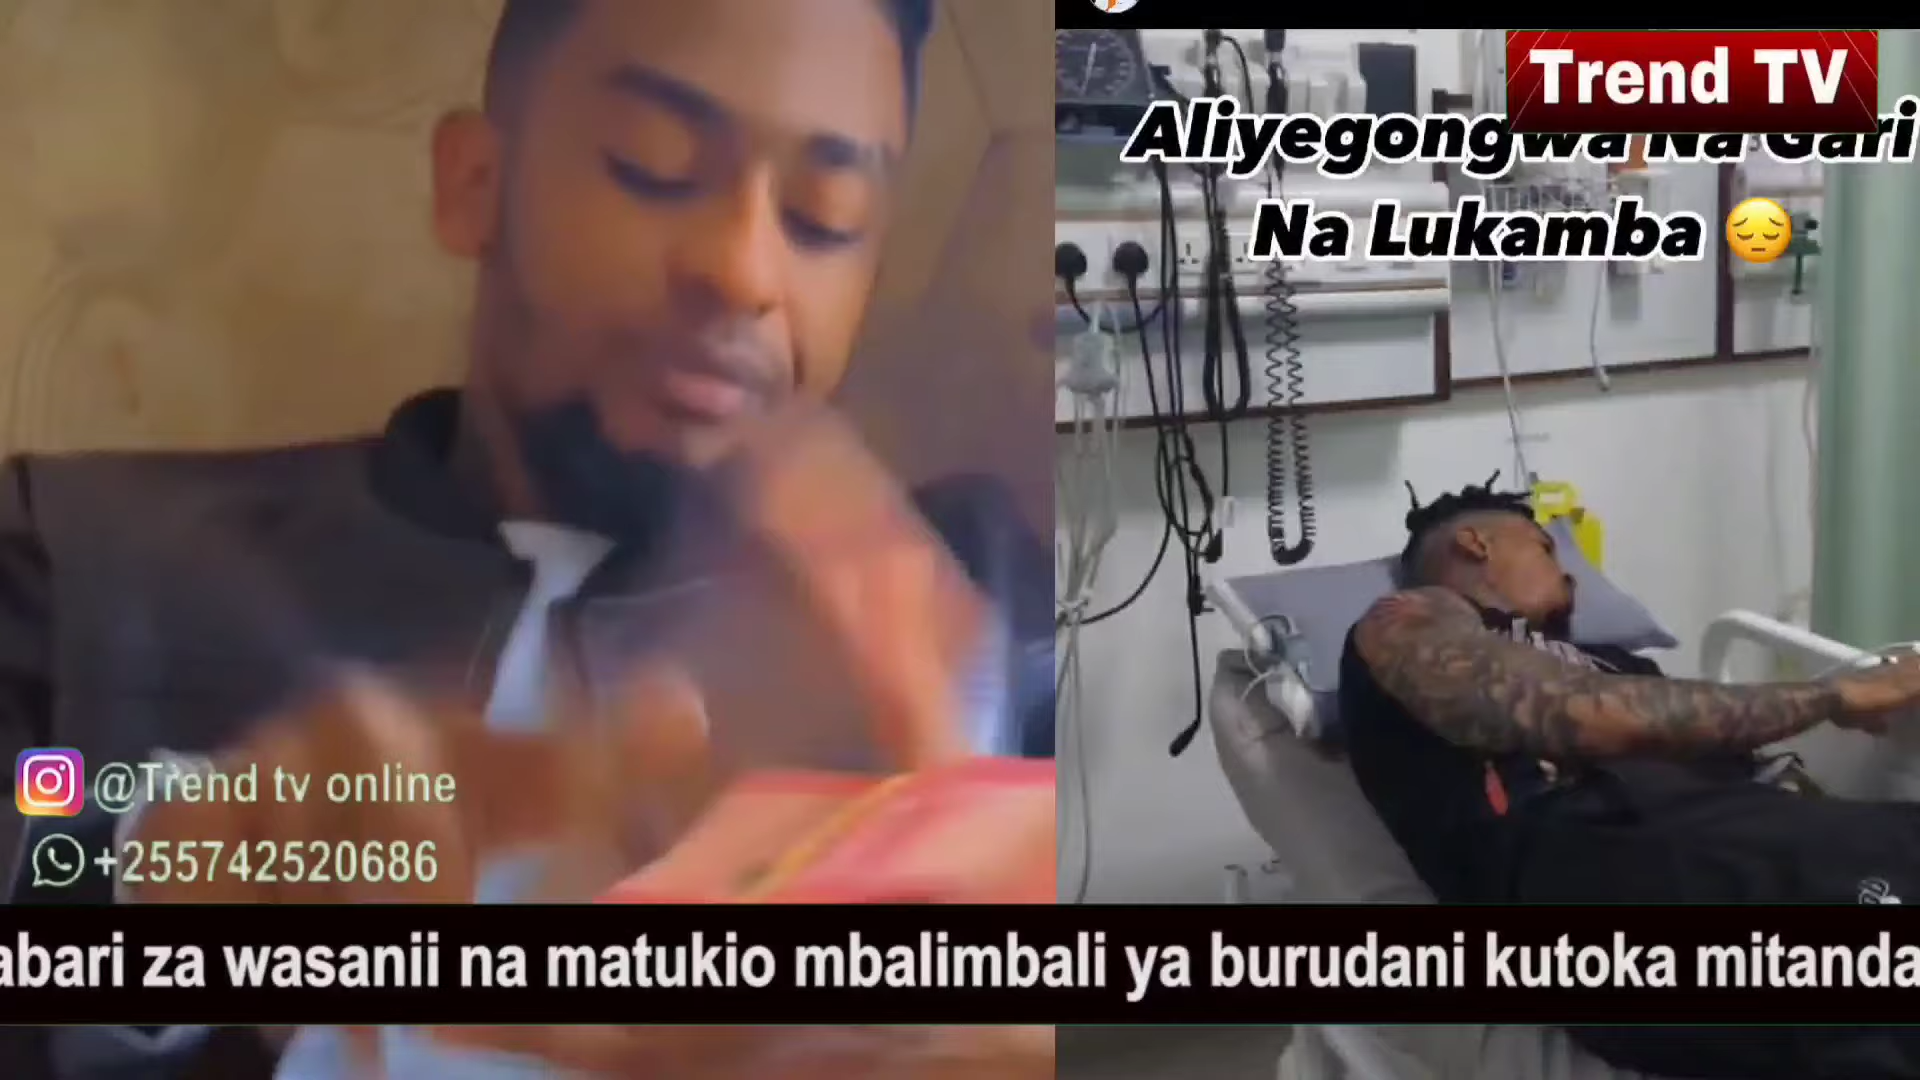 Trend TV
Aliyegongwa Na Gari
Na Lukamba 😔
@Trend tv online
+255742520686
abari za wasanii na matukio mbalimbali ya burudani kutoka mitanda